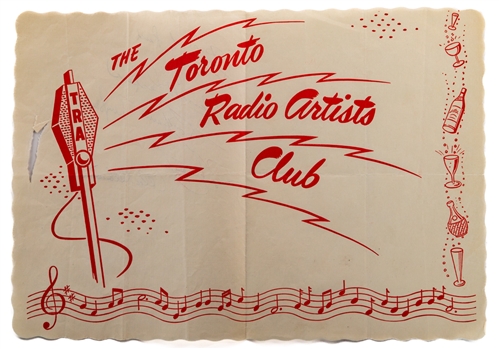 THE
Toronto
Radio Artists
Club
TRA